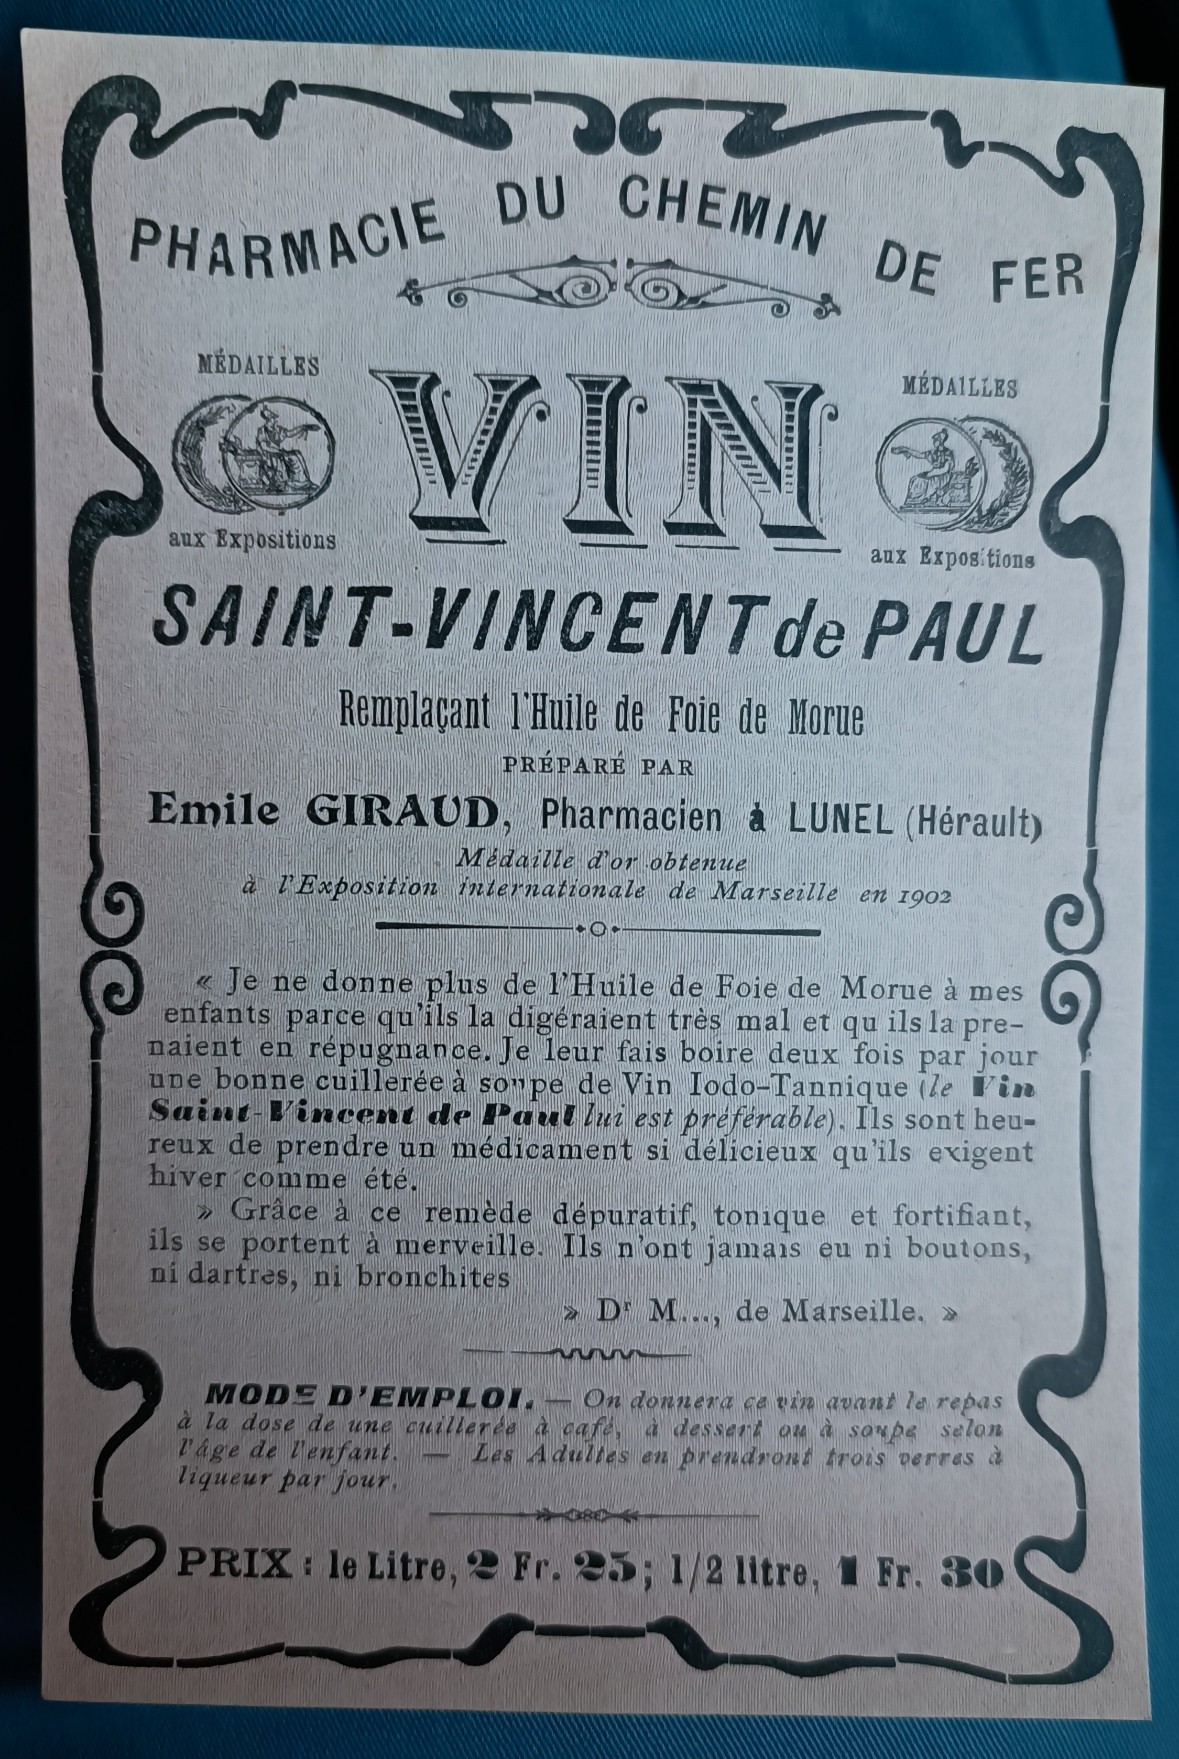 PHARMACIE DU CHEMIN DE FER
MÉDAILLES
aux Expositions
VIN
MÉDAILLES
aux Expositions
SAINT-VINCENT de PAUL
Remplaçant l'Huile de Foie de Morue
PRÉPARÉ PAR
Emile GIRAUD, Pharmacien à LUNEL (Hérault)
Médaille d'or obtenue
à l'Exposition internationale de Marseille en 1902
« Je ne donne plus de l'Huile de Foie de Morue à mes
enfants parce qu'ils la digéraient très mal et qu ils la pre-
naient en répugnance. Je leur fais boire deux fois par jour
une bonne cuillerée à soupe de Vin Iodo-Tannique (le Vin
Saint-Vincent de Paul lui est préférable). Ils sont heu-
reux de prendre un médicament si délicieux qu'ils exigent
hiver comme été.
» Grâce à ce remède dépuratif, tonique et fortifiant,
ils se portent à merveille. Ils n'ont jamais eu ni boutons,
ni dartres, ni bronchites
» Dr M..., de Marseille. »
MODE D'EMPLOI. — On donnera ce vin avant le repas
à la dose de une cuillerée à café, à dessert ou à soupe selon
l'âge de l'enfant. — Les Adultes en prendront trois verres à
liqueur par jour.
PRIX : le Litre, 2 Fr. 25; 1/2 litre, 1 Fr. 30